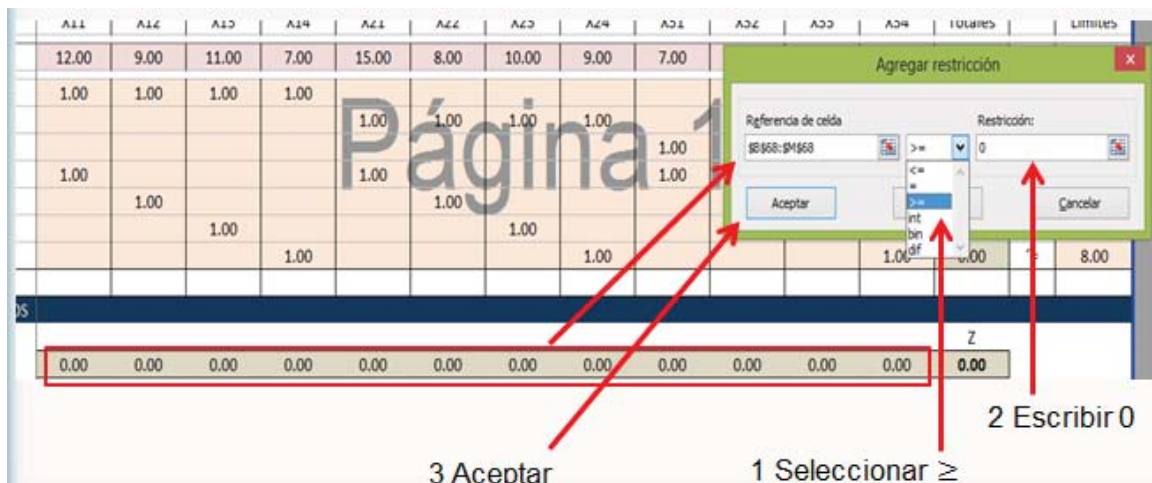 X11 X12 X13 X14 X21 X22 X23 X24 X31 X32 X33 X34 Totales Límites
12.00 9.00 11.00 7.00 15.00 8.00 10.00 9.00 7.00
Agregar restricción x
1.00 1.00 1.00 1.00
Referencia de celda Restricción:
1.00 1.00 1.00 1.00
Página 1
$B$68:$M$68 >= 0
1.00
1.00 1.00 1.00
<=
=
>=
int
bin
dif
Aceptar Cancelar
1.00 1.00
1.00 1.00
1.00 1.00 1.00 0.00 8.00
OS
Z
0.00 0.00 0.00 0.00 0.00 0.00 0.00 0.00 0.00 0.00 0.00 0.00 0.00
2 Escribir 0
3 Aceptar 1 Seleccionar ≥